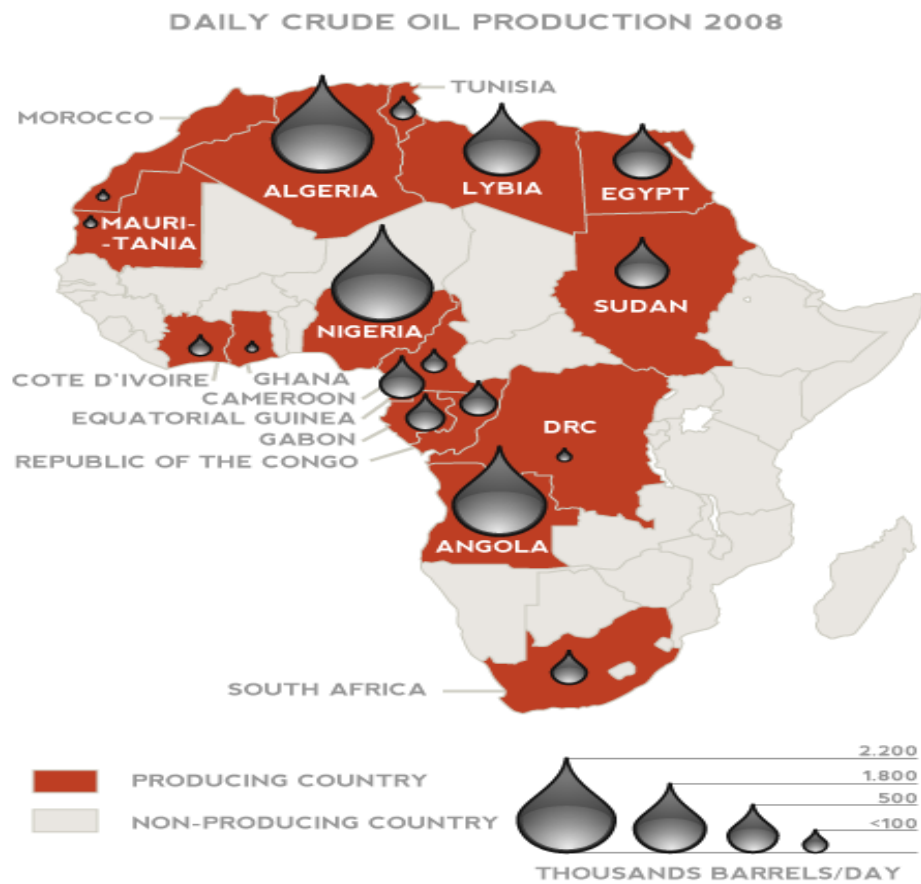 DAILY CRUDE OIL PRODUCTION 2008
TUNISIA
MOROCCO
ALGERIA
LYBIA
EGYPT
MAURI-
-TANIA
SUDAN
NIGERIA
COTE D'IVOIRE
GHANA
CAMEROON
EQUATORIAL GUINEA
GABON
REPUBLIC OF THE CONGO
DRC
ANGOLA
SOUTH AFRICA
PRODUCING COUNTRY
NON-PRODUCING COUNTRY
2.200
1.800
500
<100
THOUSANDS BARRELS/DAY